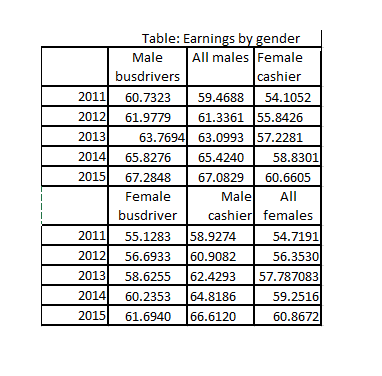 Table: Earnings by gender
Male busdrivers All males Female cashier
2011 60.7323 59.4688 54.1052
2012 61.9779 61.3361 55.8426
2013 63.7694 63.0993 57.2281
2014 65.8276 65.4240 58.8301
2015 67.2848 67.0829 60.6605
Female busdriver Male cashier All females
2011 55.1283 58.9274 54.7191
2012 56.6933 60.9082 56.3530
2013 58.6255 62.4293 57.787083
2014 60.2353 64.8186 59.2516
2015 61.6940 66.6120 60.8672